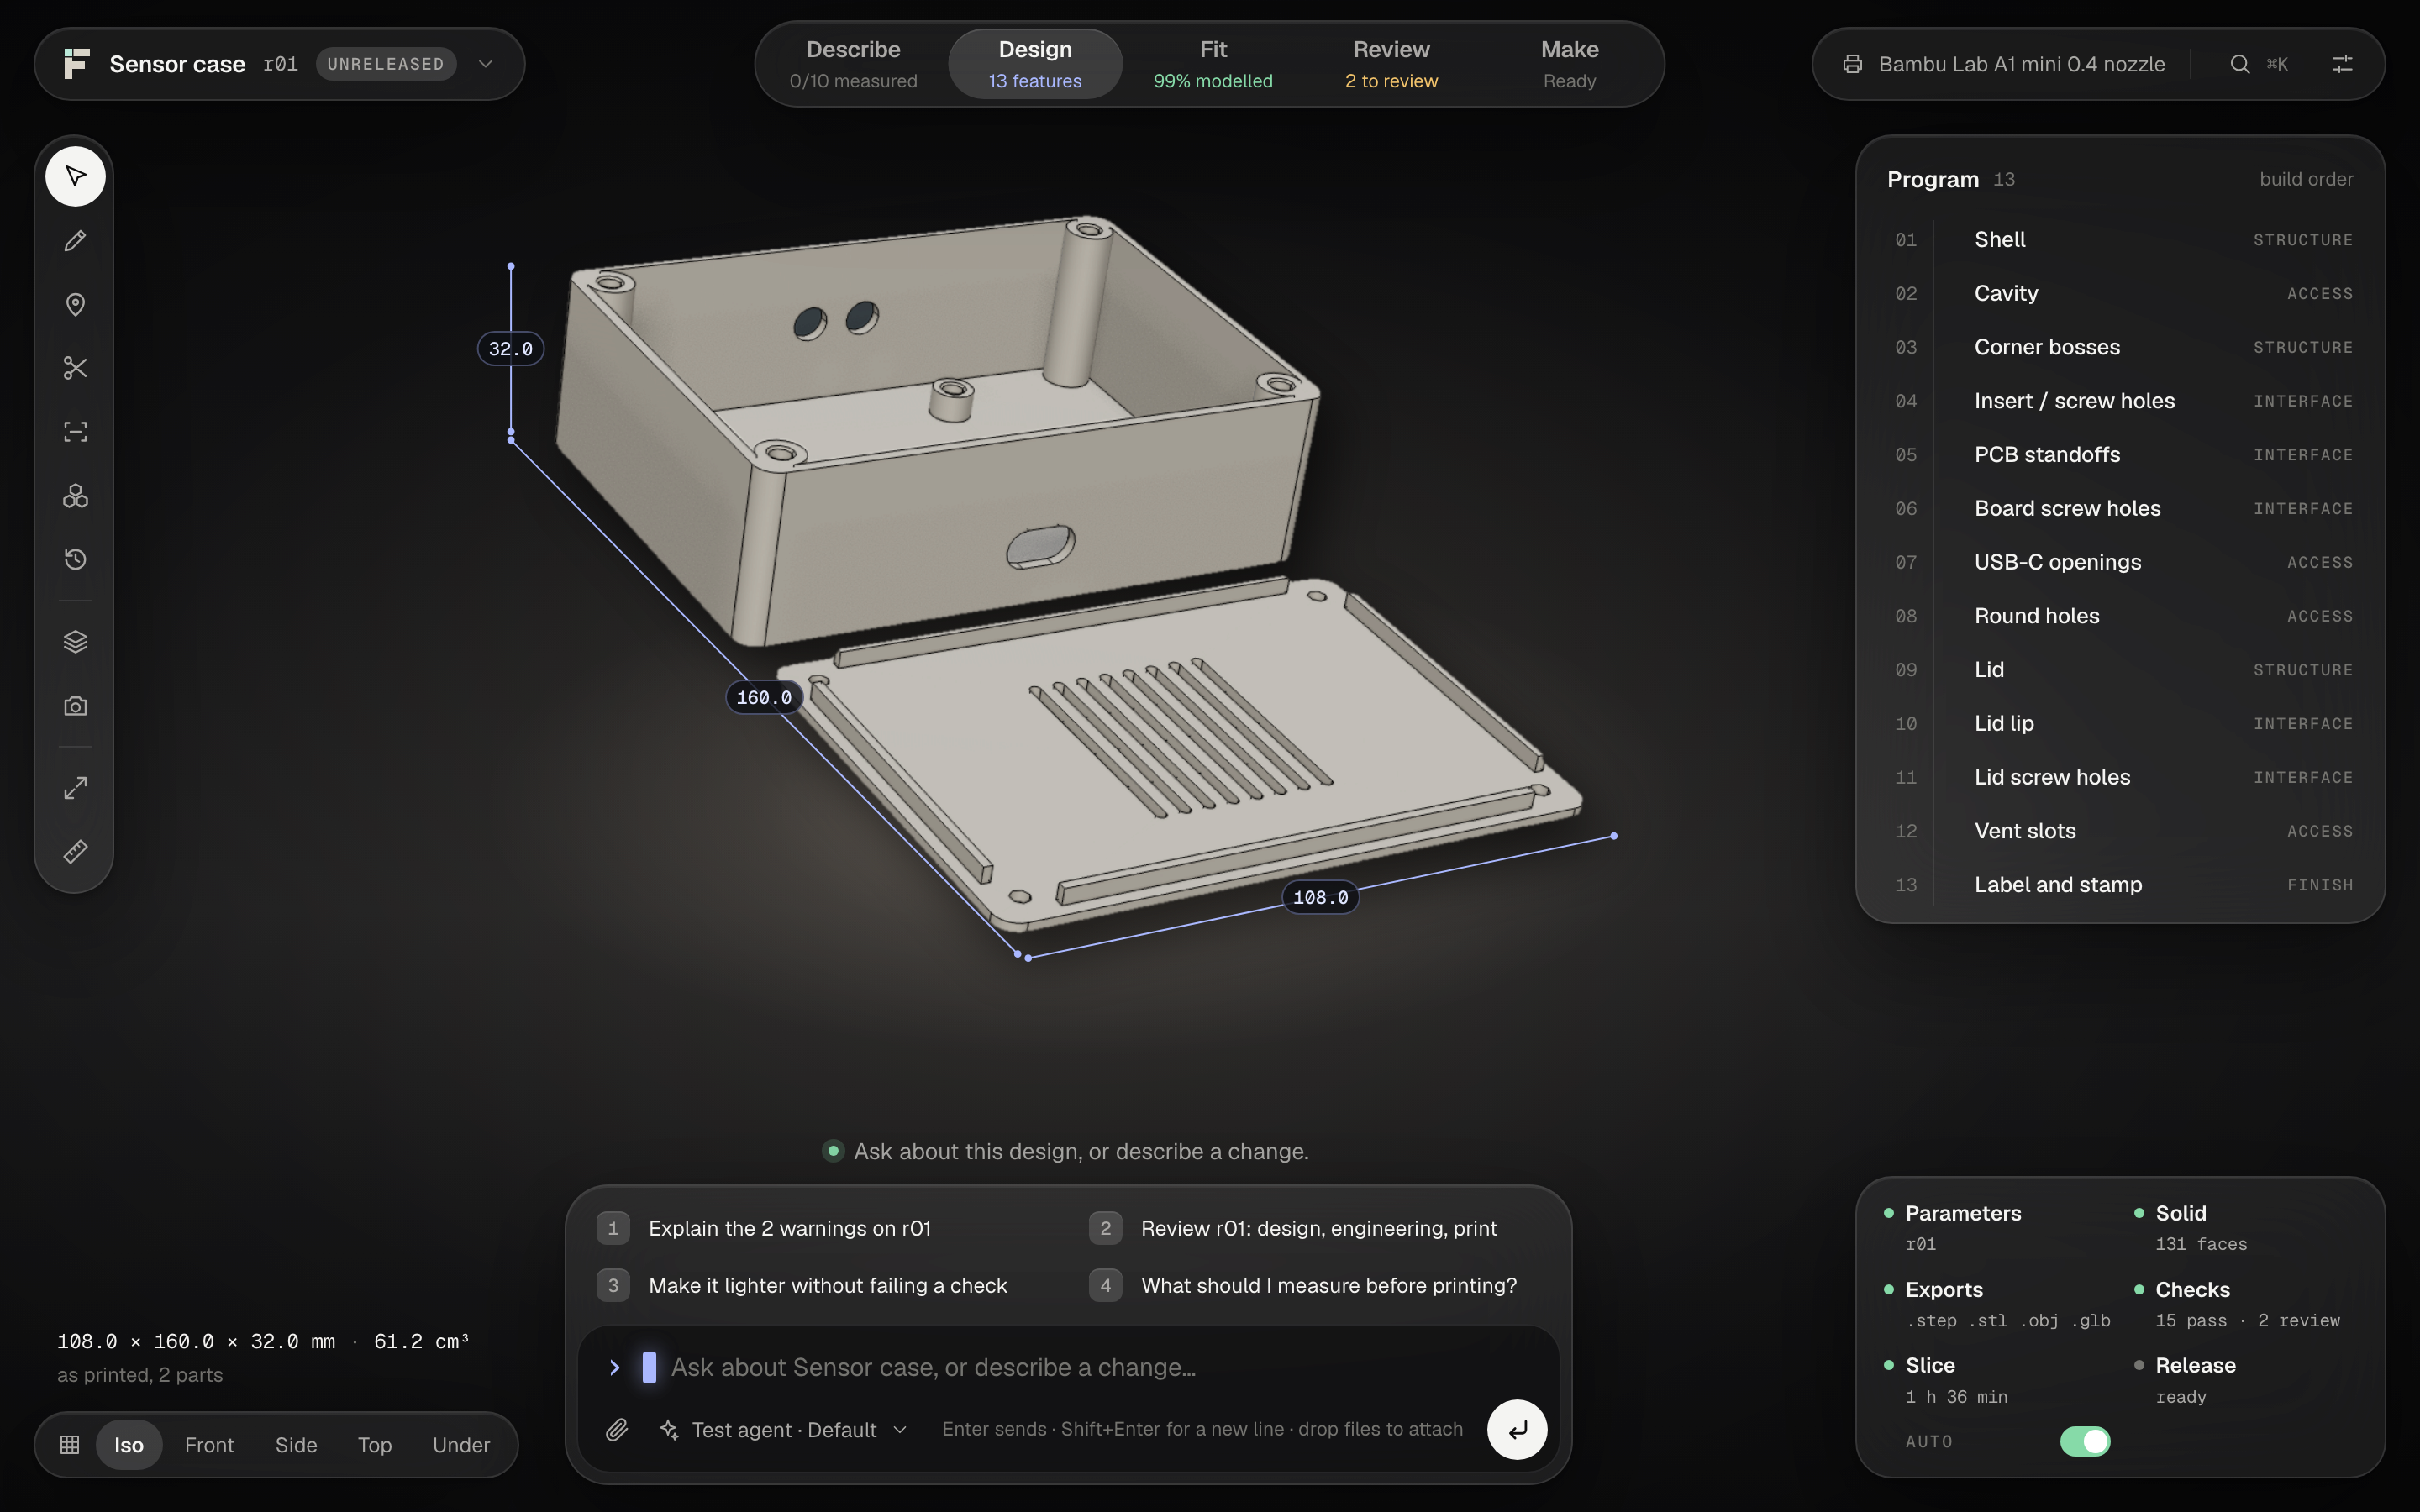 Sensor case r01 UNRELEASED
Describe
0/10 measured
Design
13 features
Fit
99% modelled
Review
2 to review
Make
Ready
Bambu Lab A1 mini 0.4 nozzle
⌘K
Program 13 build order
01 Shell STRUCTURE
02 Cavity ACCESS
03 Corner bosses STRUCTURE
04 Insert / screw holes INTERFACE
05 PCB standoffs INTERFACE
06 Board screw holes INTERFACE
07 USB-C openings ACCESS
08 Round holes ACCESS
09 Lid STRUCTURE
10 Lid lip INTERFACE
11 Lid screw holes INTERFACE
12 Vent slots ACCESS
13 Label and stamp FINISH
32.0
160.0
108.0
Ask about this design, or describe a change.
1 Explain the 2 warnings on r01
2 Review r01: design, engineering, print
3 Make it lighter without failing a check
4 What should I measure before printing?
Ask about Sensor case, or describe a change...
Test agent · Default
Enter sends · Shift+Enter for a new line · drop files to attach
108.0 × 160.0 × 32.0 mm · 61.2 cm³
as printed, 2 parts
Iso Front Side Top Under
Parameters
r01
Solid
131 faces
Exports
.step .stl .obj .glb
Checks
15 pass · 2 review
Slice
1 h 36 min
Release
ready
AUTO